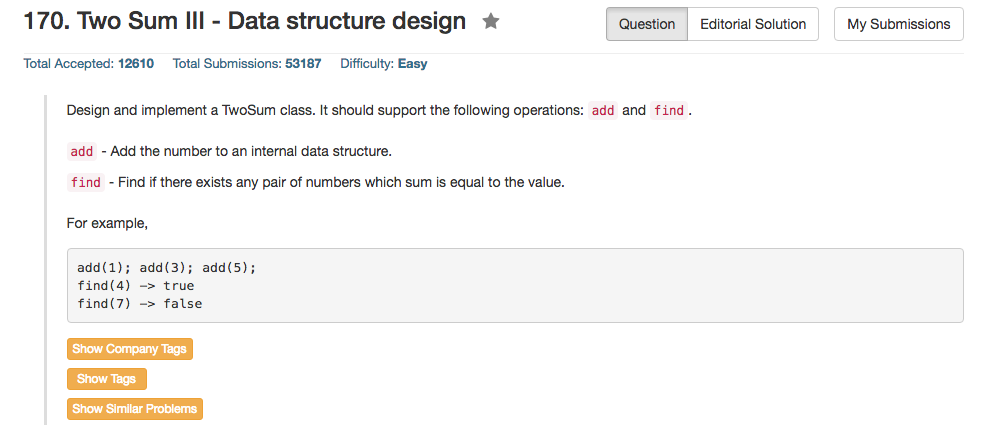 170. Two Sum III - Data structure design ★ Question Editorial Solution My Submissions
Total Accepted: 12610 Total Submissions: 53187 Difficulty: Easy
Design and implement a TwoSum class. It should support the following operations: add and find .
add - Add the number to an internal data structure.
find - Find if there exists any pair of numbers which sum is equal to the value.
For example,
add(1); add(3); add(5);
find(4) -> true
find(7) -> false
Show Company Tags
Show Tags
Show Similar Problems